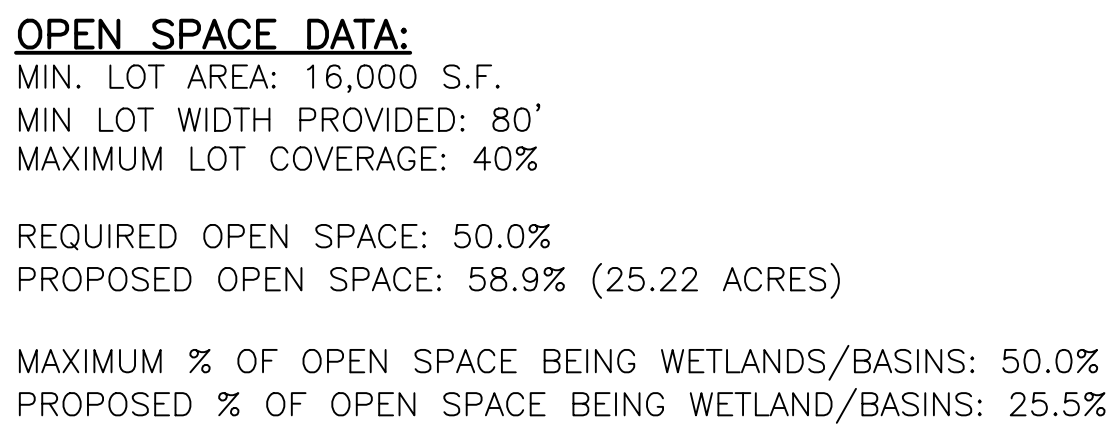 OPEN SPACE DATA:
MIN. LOT AREA: 16,000 S.F.
MIN LOT WIDTH PROVIDED: 80'
MAXIMUM LOT COVERAGE: 40%
REQUIRED OPEN SPACE: 50.0%
PROPOSED OPEN SPACE: 58.9% (25.22 ACRES)
MAXIMUM % OF OPEN SPACE BEING WETLANDS/BASINS: 50.0%
PROPOSED % OF OPEN SPACE BEING WETLAND/BASINS: 25.5%